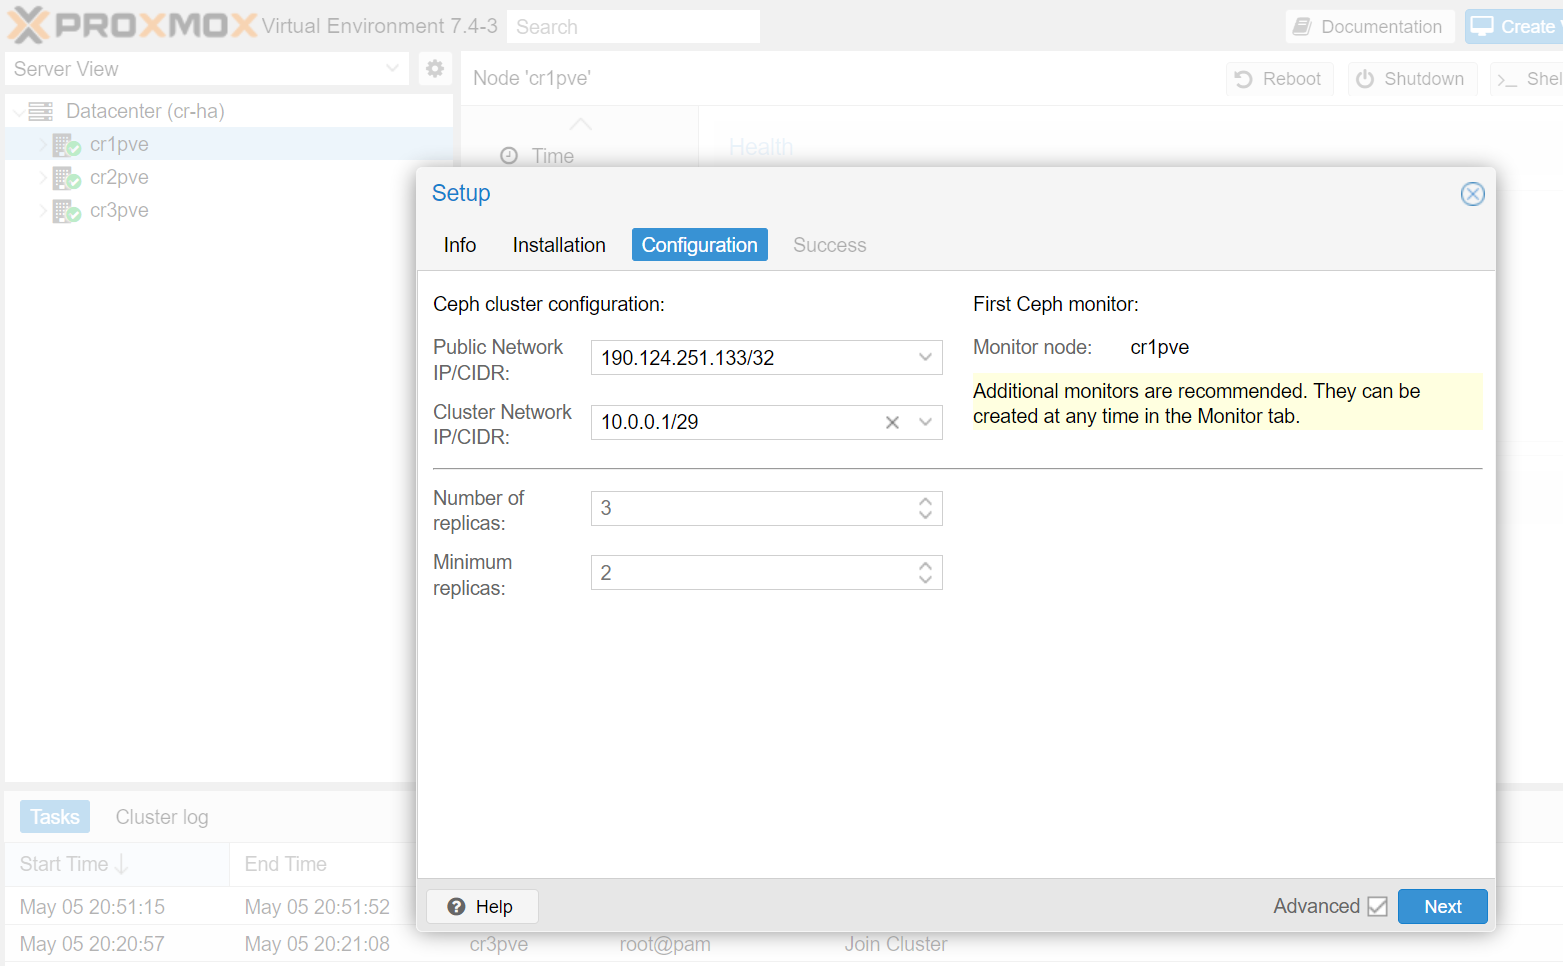 PROXMOX Virtual Environment 7.4-3 Search Documentation Create
Server View
Node 'cr1pve' Reboot Shutdown >_
Datacenter (cr-ha)
cr1pve
cr2pve
cr3pve
Time
Health
Setup
Info Installation Configuration Success
Ceph cluster configuration:
First Ceph monitor:
Public Network
IP/CIDR:
190.124.251.133/32
Monitor node: cr1pve
Additional monitors are recommended. They can be
created at any time in the Monitor tab.
Cluster Network
IP/CIDR:
10.0.0.1/29
Number of
replicas:
3
Minimum
replicas:
2
Help
Advanced
Next
Tasks Cluster log
Start Time End Time
May 05 20:51:15 May 05 20:51:52
May 05 20:20:57 May 05 20:21:08 cr3pve root@pam Join Cluster